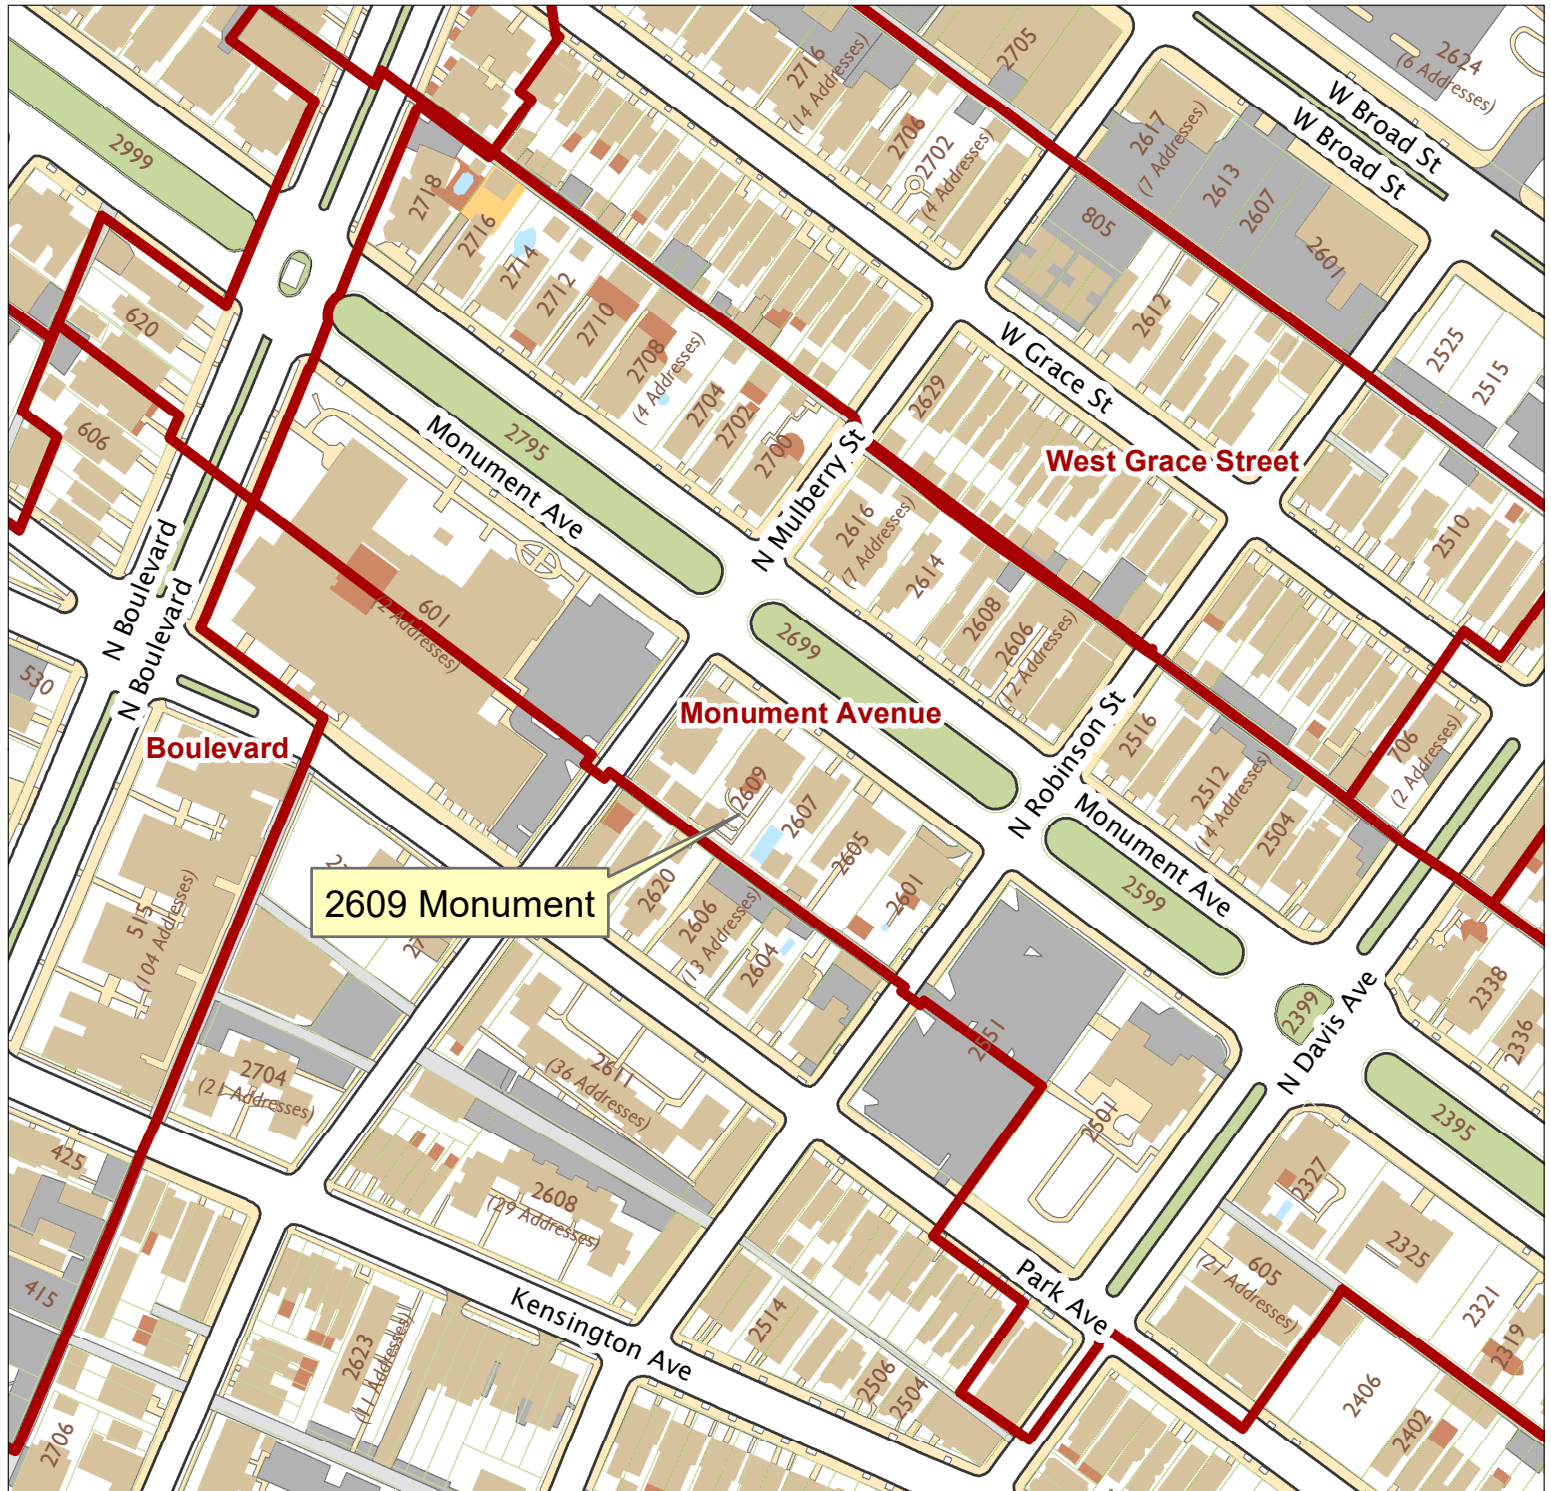 2705
2624
(6 Addresses)
W Broad St
W Broad St
2716
(14 Addresses)
2706
2702
(4 Addresses)
2617
(7 Addresses)
2613
2607
2601
805
2612
2999
2718
2716
2714
2712
2710
2708
(4 Addresses)
2704
2702
2700
620
606
2795
Monument Ave
N Mulberry St
W Grace St
2629
West Grace Street
2525
2515
2510
2616
(7 Addresses)
2614
2608
2606
(12 Addresses)
N Boulevard
N Boulevard
601
(2 Addresses)
530
2699
Monument Avenue
Boulevard
N Robinson St
2516
2512
(14 Addresses)
2504
706
(2 Addresses)
Monument Ave
2599
2609
2607
2605
2601
2609 Monument
2620
2606
(13 Addresses)
2604
515
(104 Addresses)
2551
2501
2399
N Davis Ave
2338
2336
2395
2704
(21 Addresses)
2611
(36 Addresses)
2608
(29 Addresses)
425
415
2706
2623
(11 Addresses)
Kensington Ave
2514
2506
2504
Park Ave
2327
2325
605
(21 Addresses)
2321
2319
2406
2402